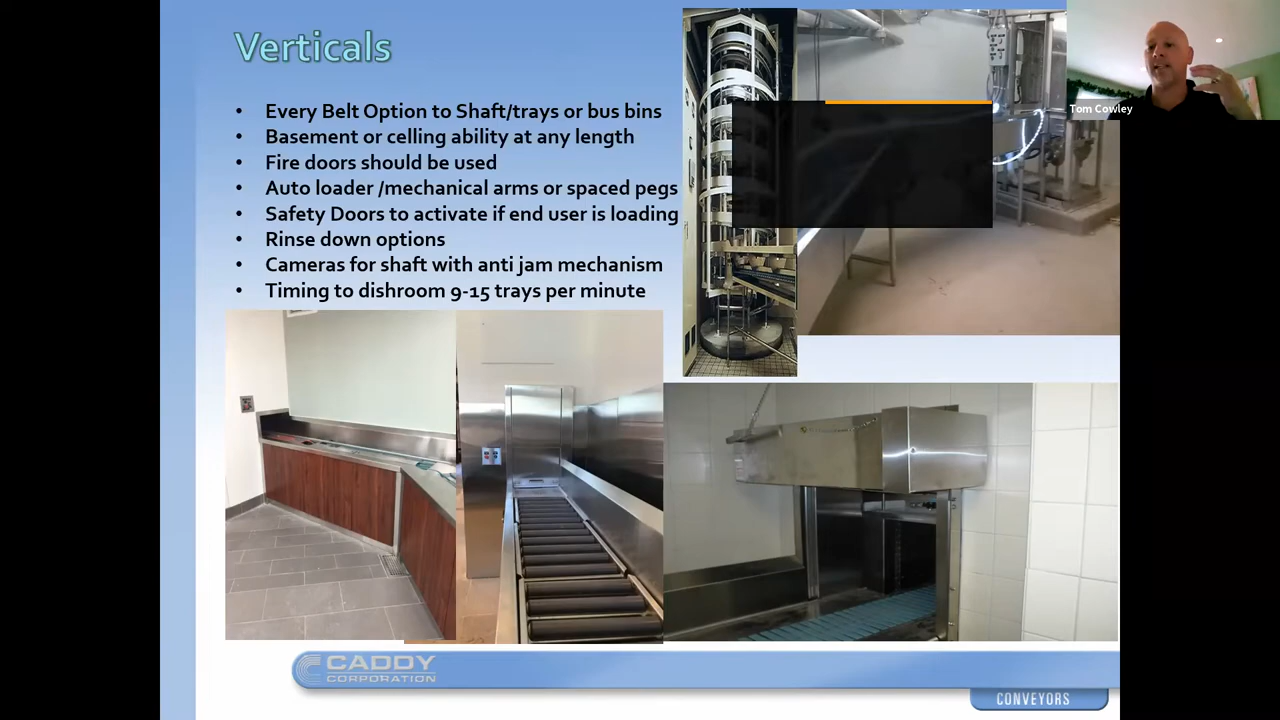 Verticals
• Every Belt Option to Shaft/trays or bus bins
• Basement or celling ability at any length
• Fire doors should be used
• Auto loader /mechanical arms or spaced pegs
• Safety Doors to activate if end user is loading
• Rinse down options
• Cameras for shaft with anti jam mechanism
• Timing to dishroom 9-15 trays per minute
Tom Cowley
CADDY
CORPORATION
CONVEYORS